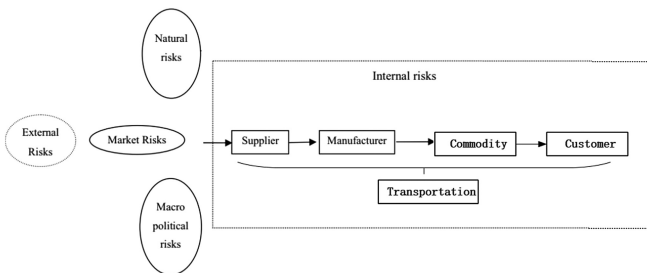 Natural
risks
Internal risks
External
Risks
Market Risks
Supplier
Manufacturer
Commodity
Customer
Transportation
Macro
political
risks